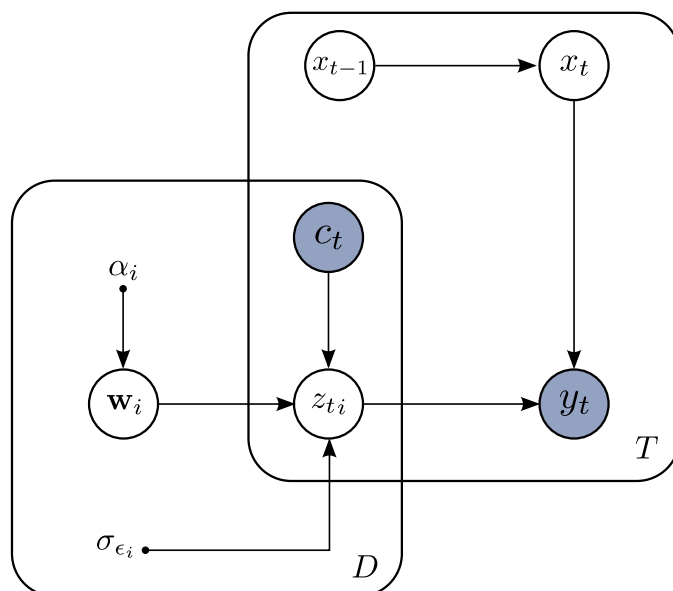 x_{t−1} x_t
c_t
α_i
w_i z_{ti} y_t
T
σ_{ϵ_i}
D